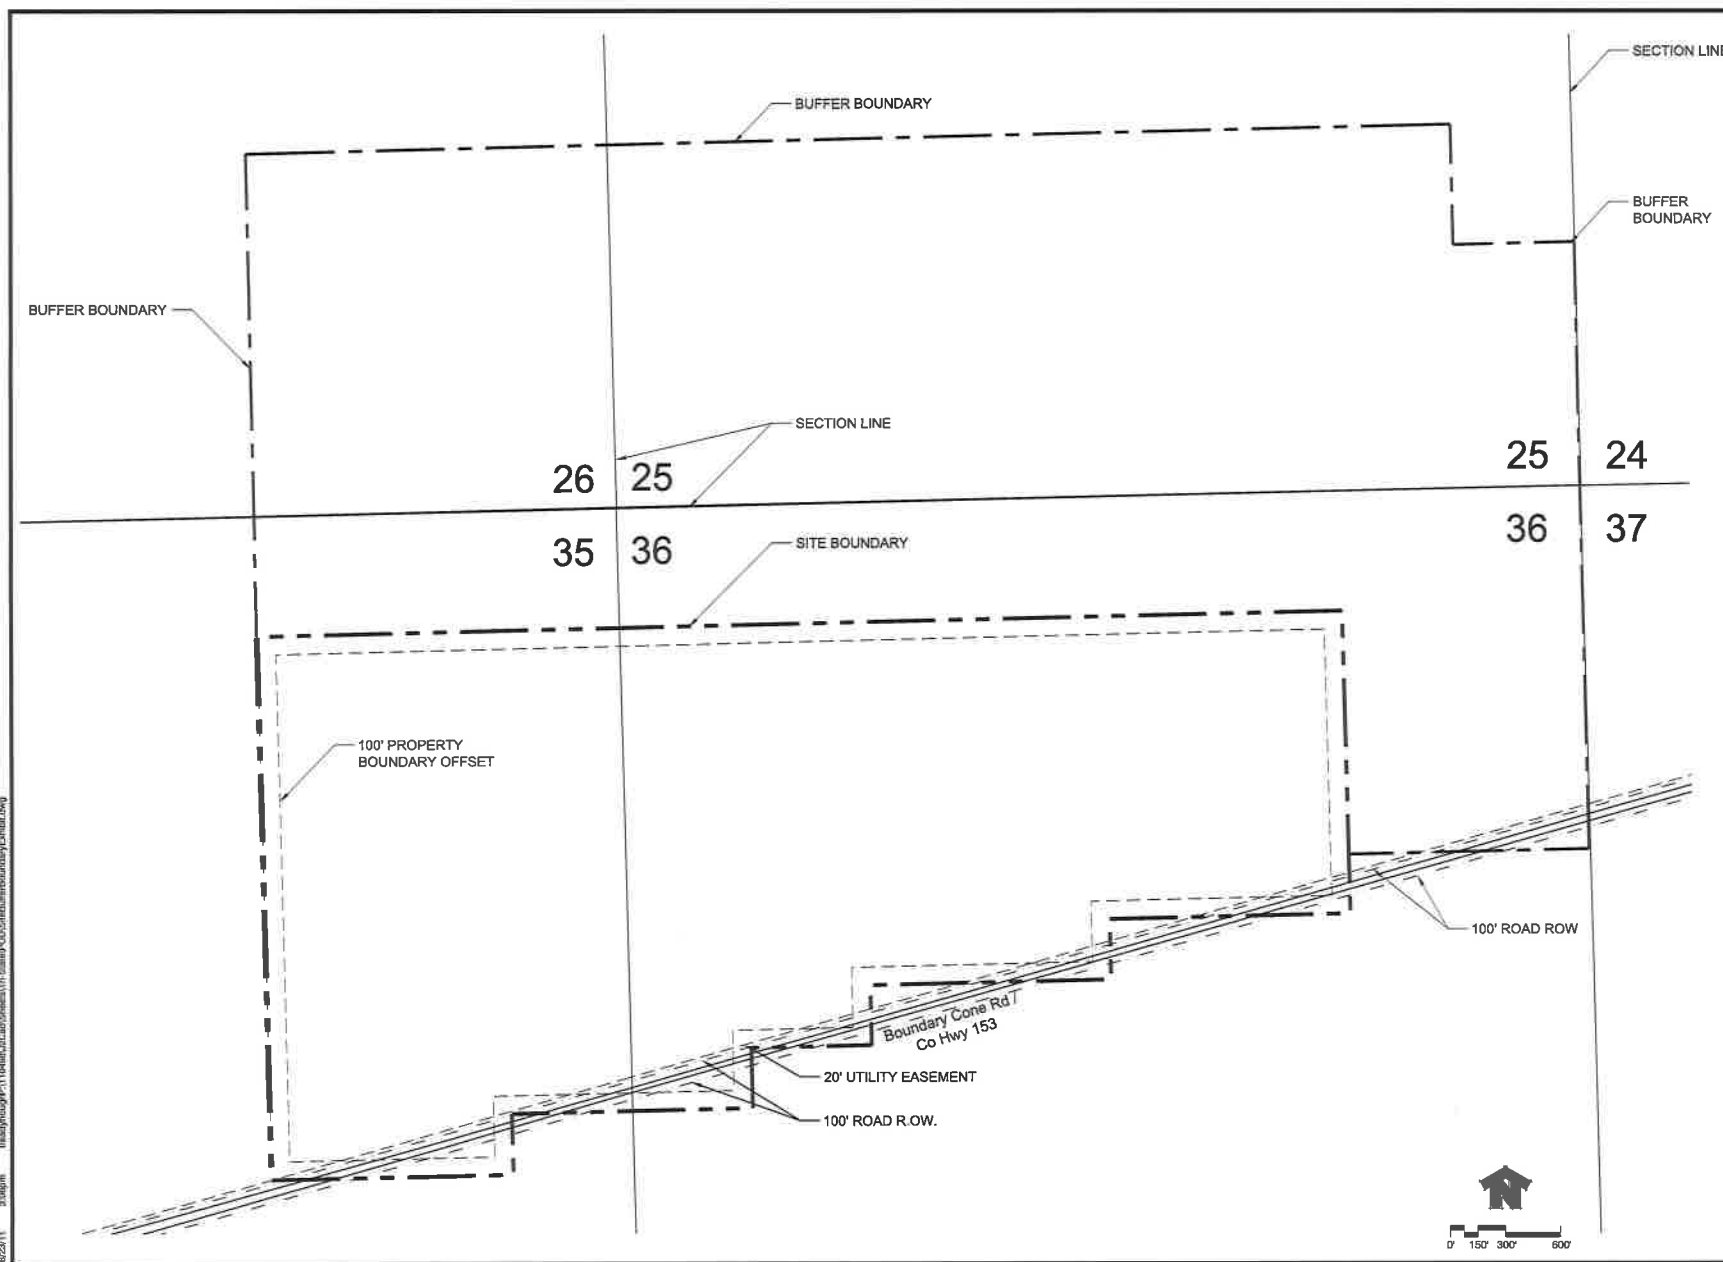 SECTION LINE
BUFFER BOUNDARY
BUFFER
BOUNDARY
BUFFER BOUNDARY
SECTION LINE
26 25
25 24
35 36
36 37
SITE BOUNDARY
100' PROPERTY
BOUNDARY OFFSET
100' ROAD ROW
Boundary Cone Rd /
Co Hwy 153
20' UTILITY EASEMENT
100' ROAD R.OW.
N
0' 150' 300' 600'